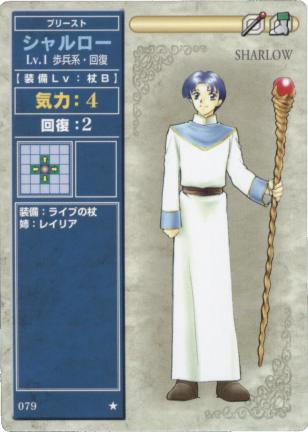 プリースト
シャルロー
Lv.1 歩兵系・回復
【装備Lv:杖B】
気力:4
回復:2
装備:ライブの杖
姉:レイリア
079 ★
SHARLOW